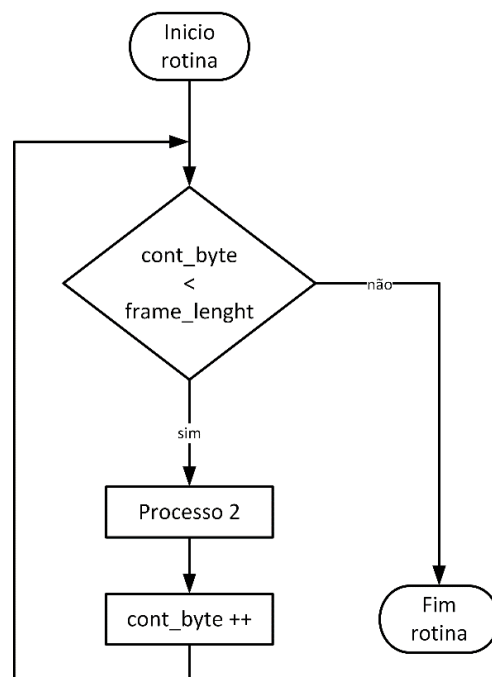 Inicio
rotina
cont_byte
<
frame_lenght
não
sim
Processo 2
cont_byte ++
Fim
rotina